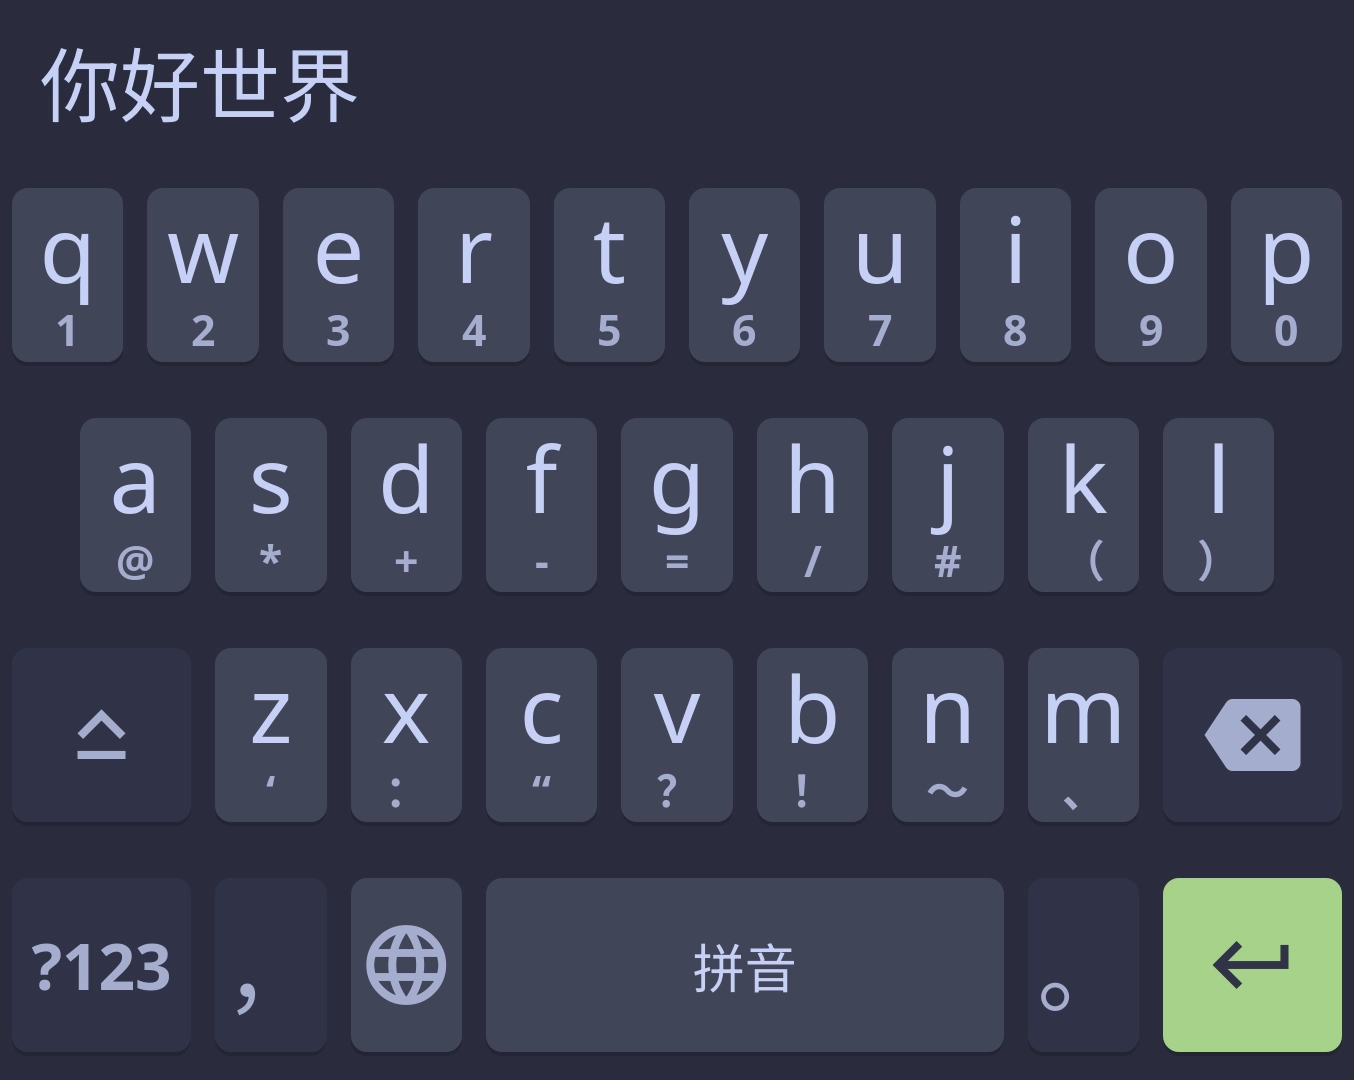 你好世界
q w e r t y u i o p
1 2 3 4 5 6 7 8 9 0
a s d f g h j k l
@ * + - = / # （ ）
z x c v b n m
‘ ： “ ？ ！ ～ 、
?123 ， 拼音 。